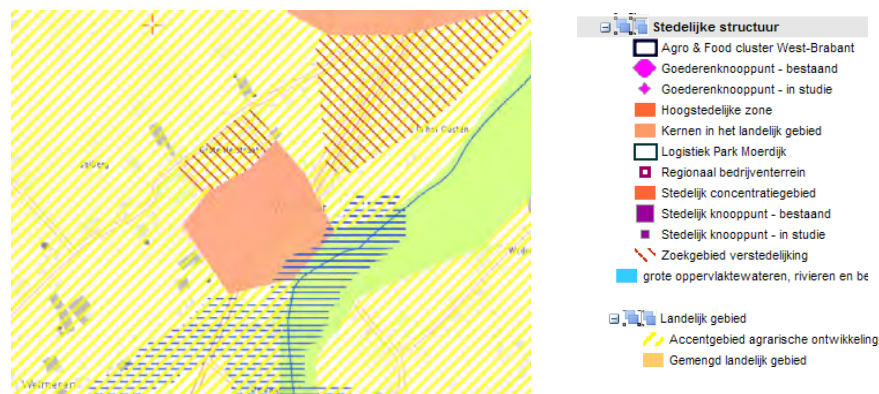 Stedelijke structuur
Agro & Food cluster West-Brabant
Goederenknooppunt - bestaand
Goederenknooppunt - in studie
Hoogstedelijke zone
Kernen in het landelijk gebied
Logistiek Park Moerdijk
Regionaal bedrijventerrein
Stedelijk concentratiegebied
Stedelijk knooppunt - bestaand
Stedelijk knooppunt - in studie
Zoekgebied verstedelijking
grote oppervlaktewateren, rivieren en be
Landelijk gebied
Accentgebied agrarische ontwikkeling
Gemengd landelijk gebied